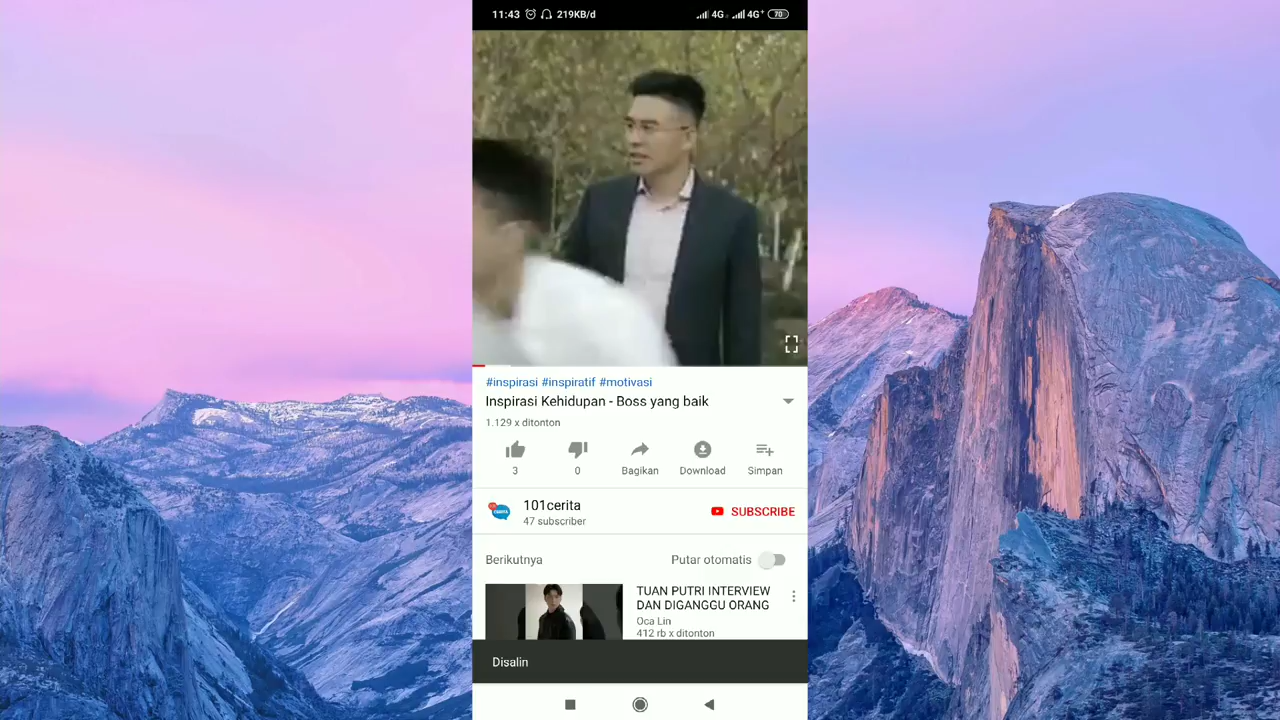 11:43 219KB/d 4G 4G+ 70
#inspirasi #inspiratif #motivasi
Inspirasi Kehidupan - Boss yang baik
1.129 x ditonton
3 0 Bagikan Download Simpan
101cerita
SUBSCRIBE
47 subscriber
Berikutnya Putar otomatis
TUAN PUTRI INTERVIEW
DAN DIGANGGU ORANG
Oca Lin
412 rb x ditonton
Disalin